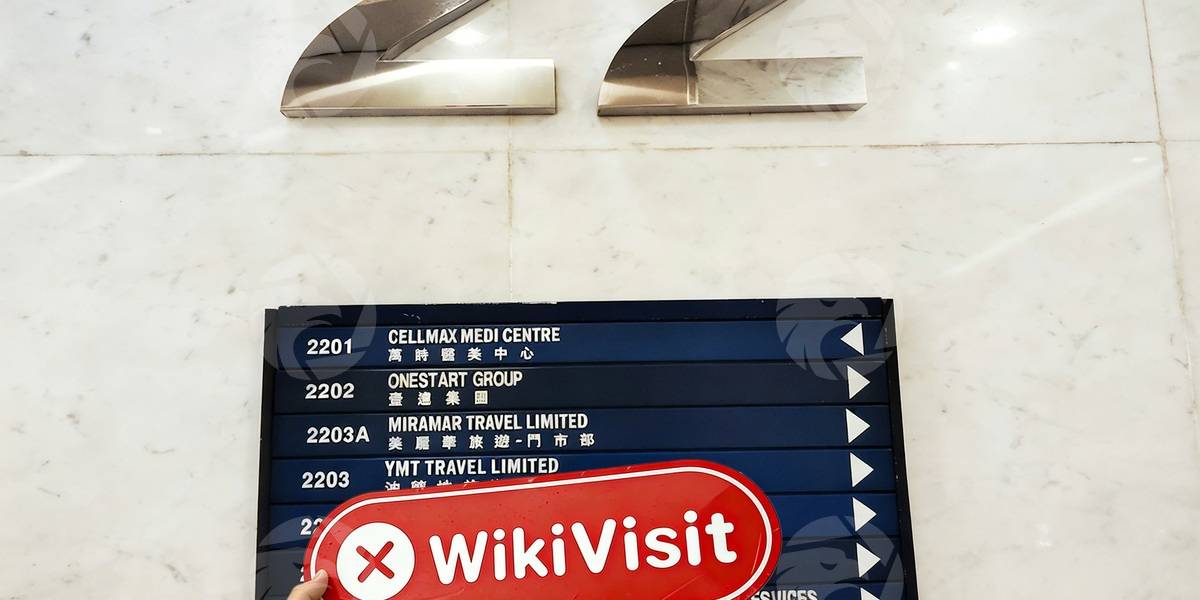 22
2201 CELLMAX MEDI CENTRE
萬時醫美中心
2202 ONESTART GROUP
壹達集團
2203A MIRAMAR TRAVEL LIMITED
美麗華旅遊-門市部
2203 YMT TRAVEL LIMITED
WikiVisit